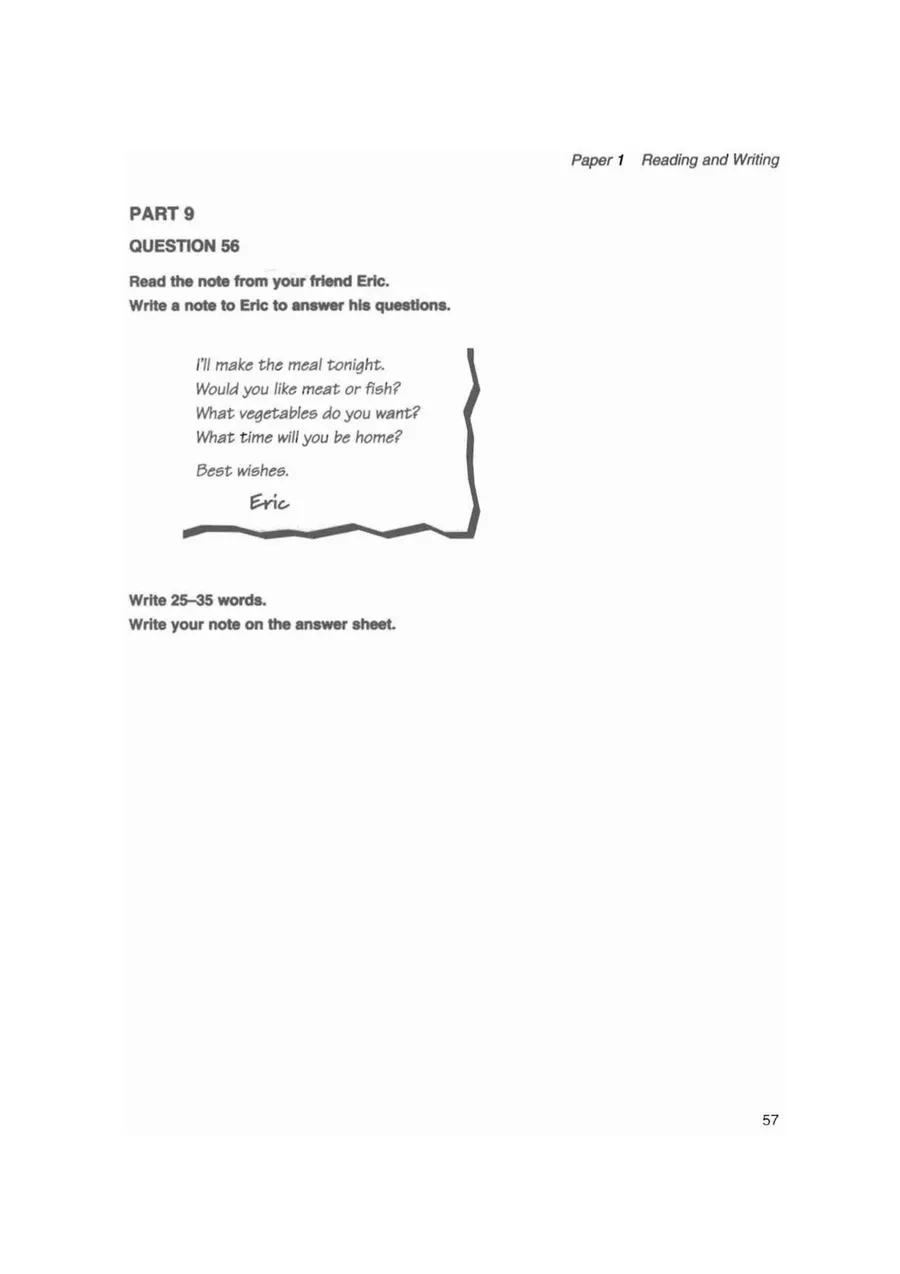 Paper 1 Reading and Writing
PART 9
QUESTION 56
Read the note from your friend Eric.
Write a note to Eric to answer his questions.
I'll make the meal tonight.
Would you like meat or fish?
What vegetables do you want?
What time will you be home?
Best wishes.
Eric
Write 25–35 words.
Write your note on the answer sheet.
57